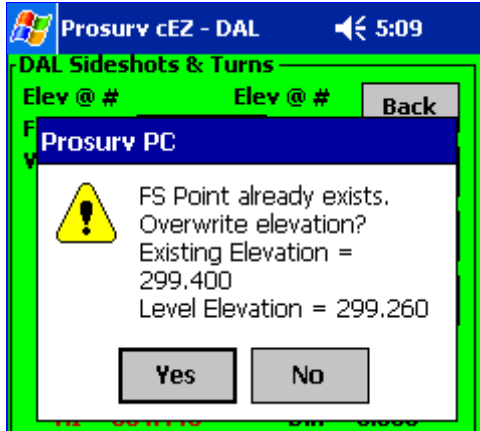 Prosurv cEZ - DAL 5:09
DAL Sideshots & Turns
Elev @ # Elev @ # Back
F
Prosurv PC
FS Point already exists.
Overwrite elevation?
Existing Elevation =
299.400
Level Elevation = 299.260
Yes No